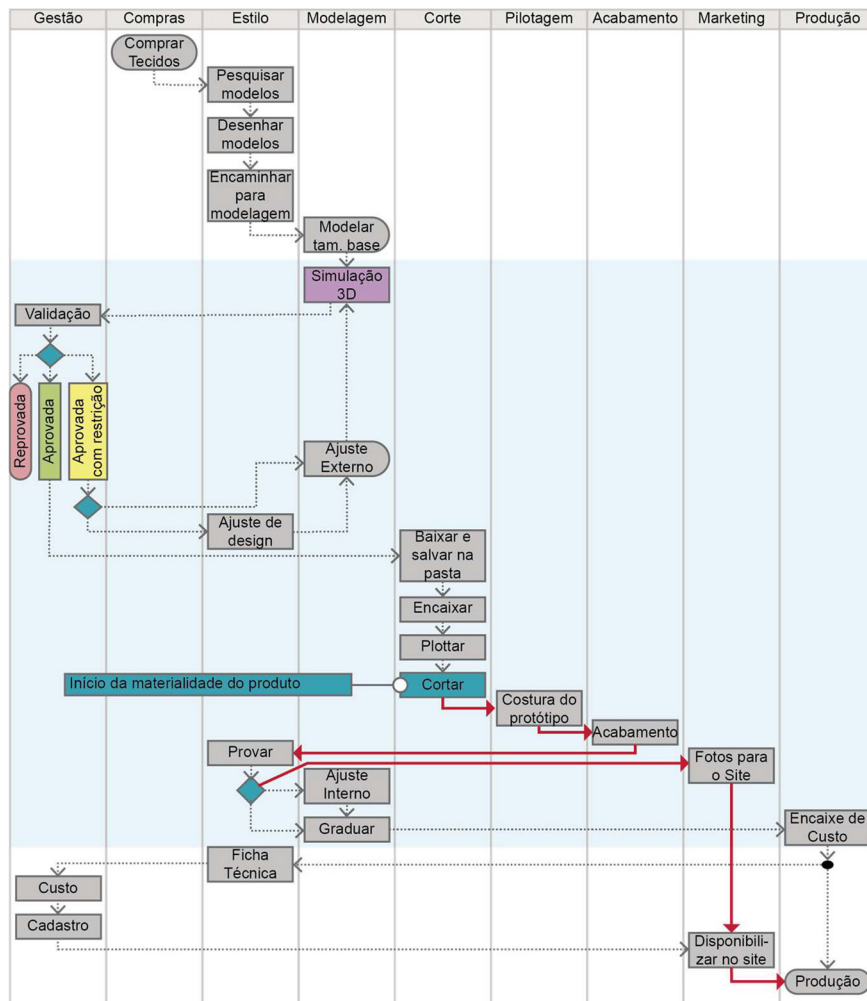 Gestão Compras Estilo Modelagem Corte Pilotagem Acabamento Marketing Produção
Comprar
Tecidos
Pesquisar
modelos
Desenhar
modelos
Encaminhar
para
modelagem
Modelar
tam. base
Simulação
3D
Validação
Reprovada
Aprovada
Aprovada
com restrição
Ajuste
Externo
Ajuste de
design
Baixar e
salvar na
pasta
Encaixar
Plottar
Início da materialidade do produto
Cortar
Costura do
protótipo
Acabamento
Provar
Fotos para
o Site
Ajuste
Interno
Graduar
Encaixe de
Custo
Ficha
Técnica
Custo
Cadastro
Disponibili-
zar no site
Produção